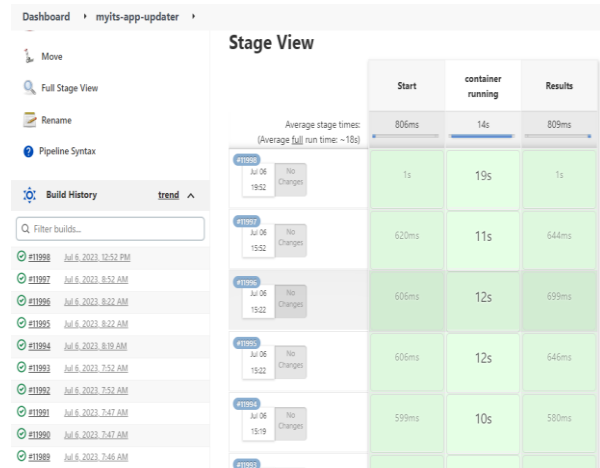 Dashboard
myits-app-updater
Move
Full Stage View
Rename
Pipeline Syntax
Build History
trend
Filter builds...
#11998 Jul 6, 2023, 12:52 PM
#11997 Jul 6, 2023, 8:52 AM
#11996 Jul 6, 2023, 8:22 AM
#11995 Jul 6, 2023, 8:22 AM
#11994 Jul 6, 2023, 8:19 AM
#11993 Jul 6, 2023, 7:52 AM
#11992 Jul 6, 2023, 7:52 AM
#11991 Jul 6, 2023, 7:47 AM
#11990 Jul 6, 2023, 7:47 AM
#11989 Jul 6, 2023, 7:46 AM
Stage View
Start
container
running
Results
Average stage times:
(Average full run time: ~18s)
806ms 14s 809ms
#11998
Jul 06
19:52
No
Changes
1s 19s 1s
#11997
Jul 06
15:52
No
Changes
620ms 11s 644ms
#11996
Jul 06
15:22
No
Changes
606ms 12s 699ms
#11995
Jul 06
15:22
No
Changes
606ms 12s 646ms
#11994
Jul 06
15:19
No
Changes
599ms 10s 580ms
#11993